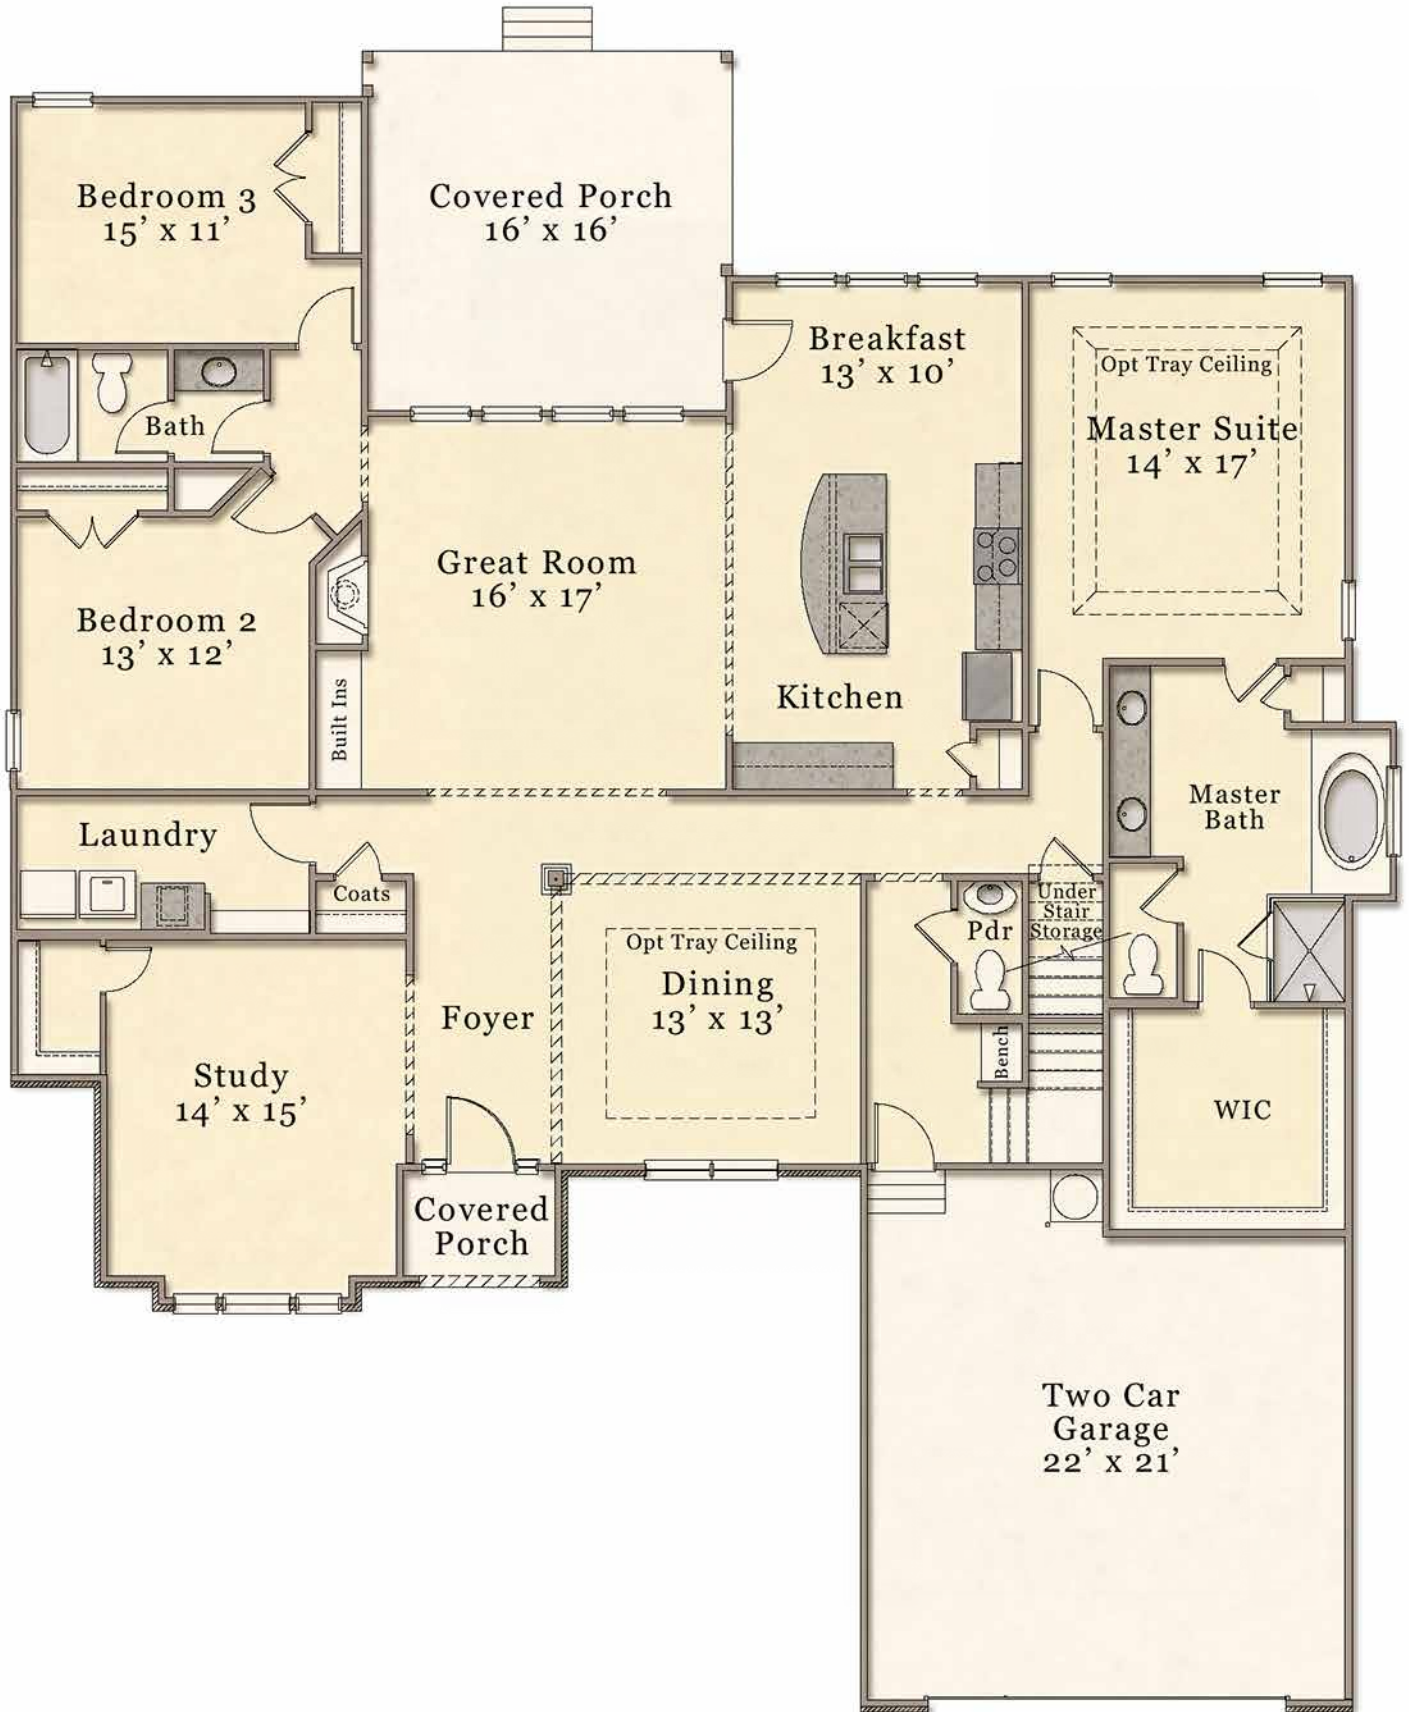 Bedroom 3
15’ x 11’
Covered Porch
16’ x 16’
Breakfast
13’ x 10’
Opt Tray Ceiling
Master Suite
14’ x 17’
Bath
Great Room
16’ x 17’
Bedroom 2
13’ x 12’
Built Ins
Kitchen
Master
Bath
Laundry
Coats
Under
Stair
Storage
Pdr
Opt Tray Ceiling
Dining
13’ x 13’
Foyer
Bench
Study
14’ x 15’
WIC
Covered
Porch
Two Car
Garage
22’ x 21’